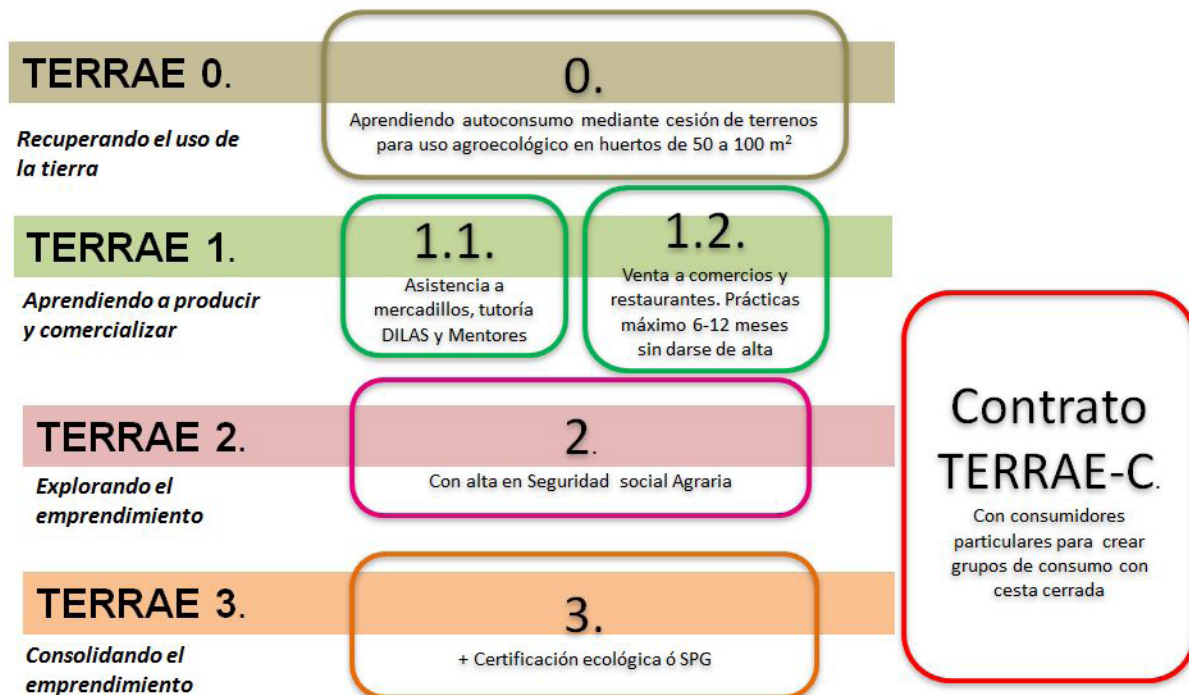 TERRAE 0.
Recuperando el uso de
la tierra
0.
Aprendiendo autoconsumo mediante cesión de terrenos
para uso agroecológico en huertos de 50 a 100 m²
TERRAE 1.
Aprendiendo a producir
y comercializar
1.1.
Asistencia a
mercadillos, tutoría
DILAS y Mentores
1.2.
Venta a comercios y
restaurantes. Prácticas
máximo 6-12 meses
sin darse de alta
TERRAE 2.
Explorando el
emprendimiento
2.
Con alta en Seguridad social Agraria
TERRAE 3.
Consolidando el
emprendimiento
3.
+ Certificación ecológica ó SPG
Contrato
TERRAE-C.
Con consumidores
particulares para crear
grupos de consumo con
cesta cerrada